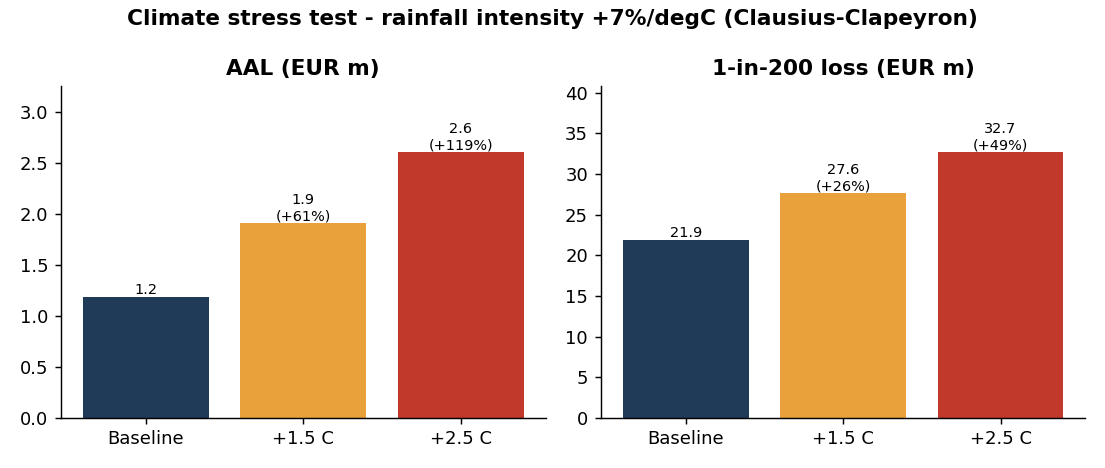 Climate stress test - rainfall intensity +7%/degC (Clausius-Clapeyron)
AAL (EUR m)
3.0
2.5
2.0
1.5
1.0
0.5
0.0
1.2
1.9
(+61%)
2.6
(+119%)
Baseline
+1.5 C
+2.5 C
1-in-200 loss (EUR m)
40
35
30
25
20
15
10
5
0
21.9
27.6
(+26%)
32.7
(+49%)
Baseline
+1.5 C
+2.5 C